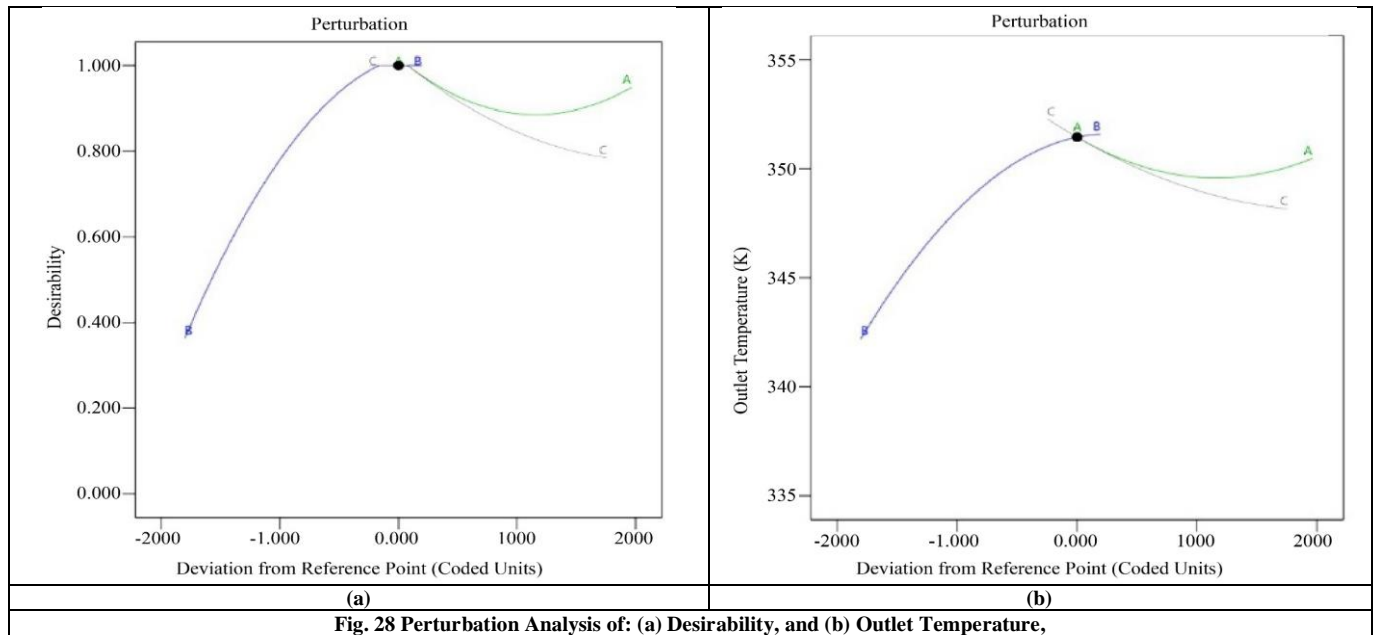 Perturbation
1.000
0.800
0.600
0.400
0.200
0.000
Desirability
C A B
A
C
B
-2000 -1.000 0.000 1000 2000
Deviation from Reference Point (Coded Units)
(a)
Perturbation
355
350
345
340
335
Outlet Temperature (K)
C
A B
A
C
B
-2000 -1.000 0.000 1000 2000
Deviation from Reference Point (Coded Units)
(b)
Fig. 28 Perturbation Analysis of: (a) Desirability, and (b) Outlet Temperature,